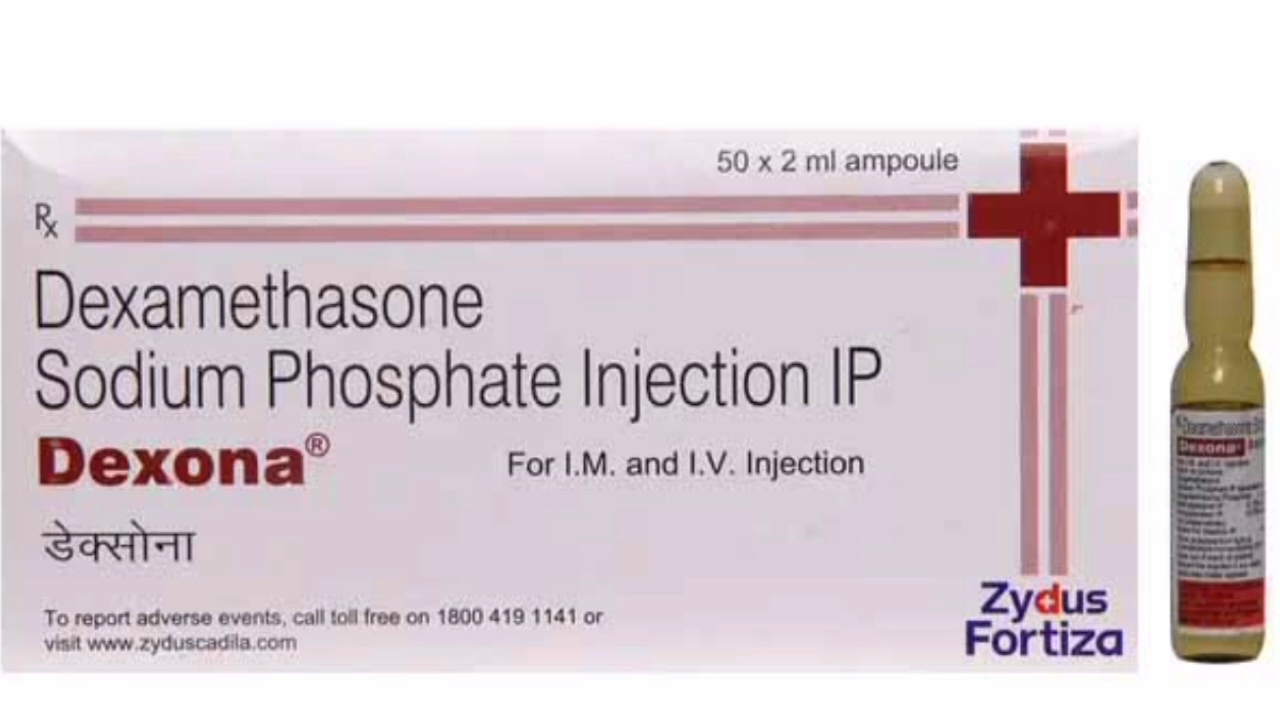 50 x 2 ml ampoule
Rx
Dexamethasone
Sodium Phosphate Injection IP
Dexona®
For I.M. and I.V. Injection
डेक्सोना
To report adverse events, call toll free on 1800 419 1141 or
visit www.zyduscadila.com
Zydus
Fortiza
Dexona